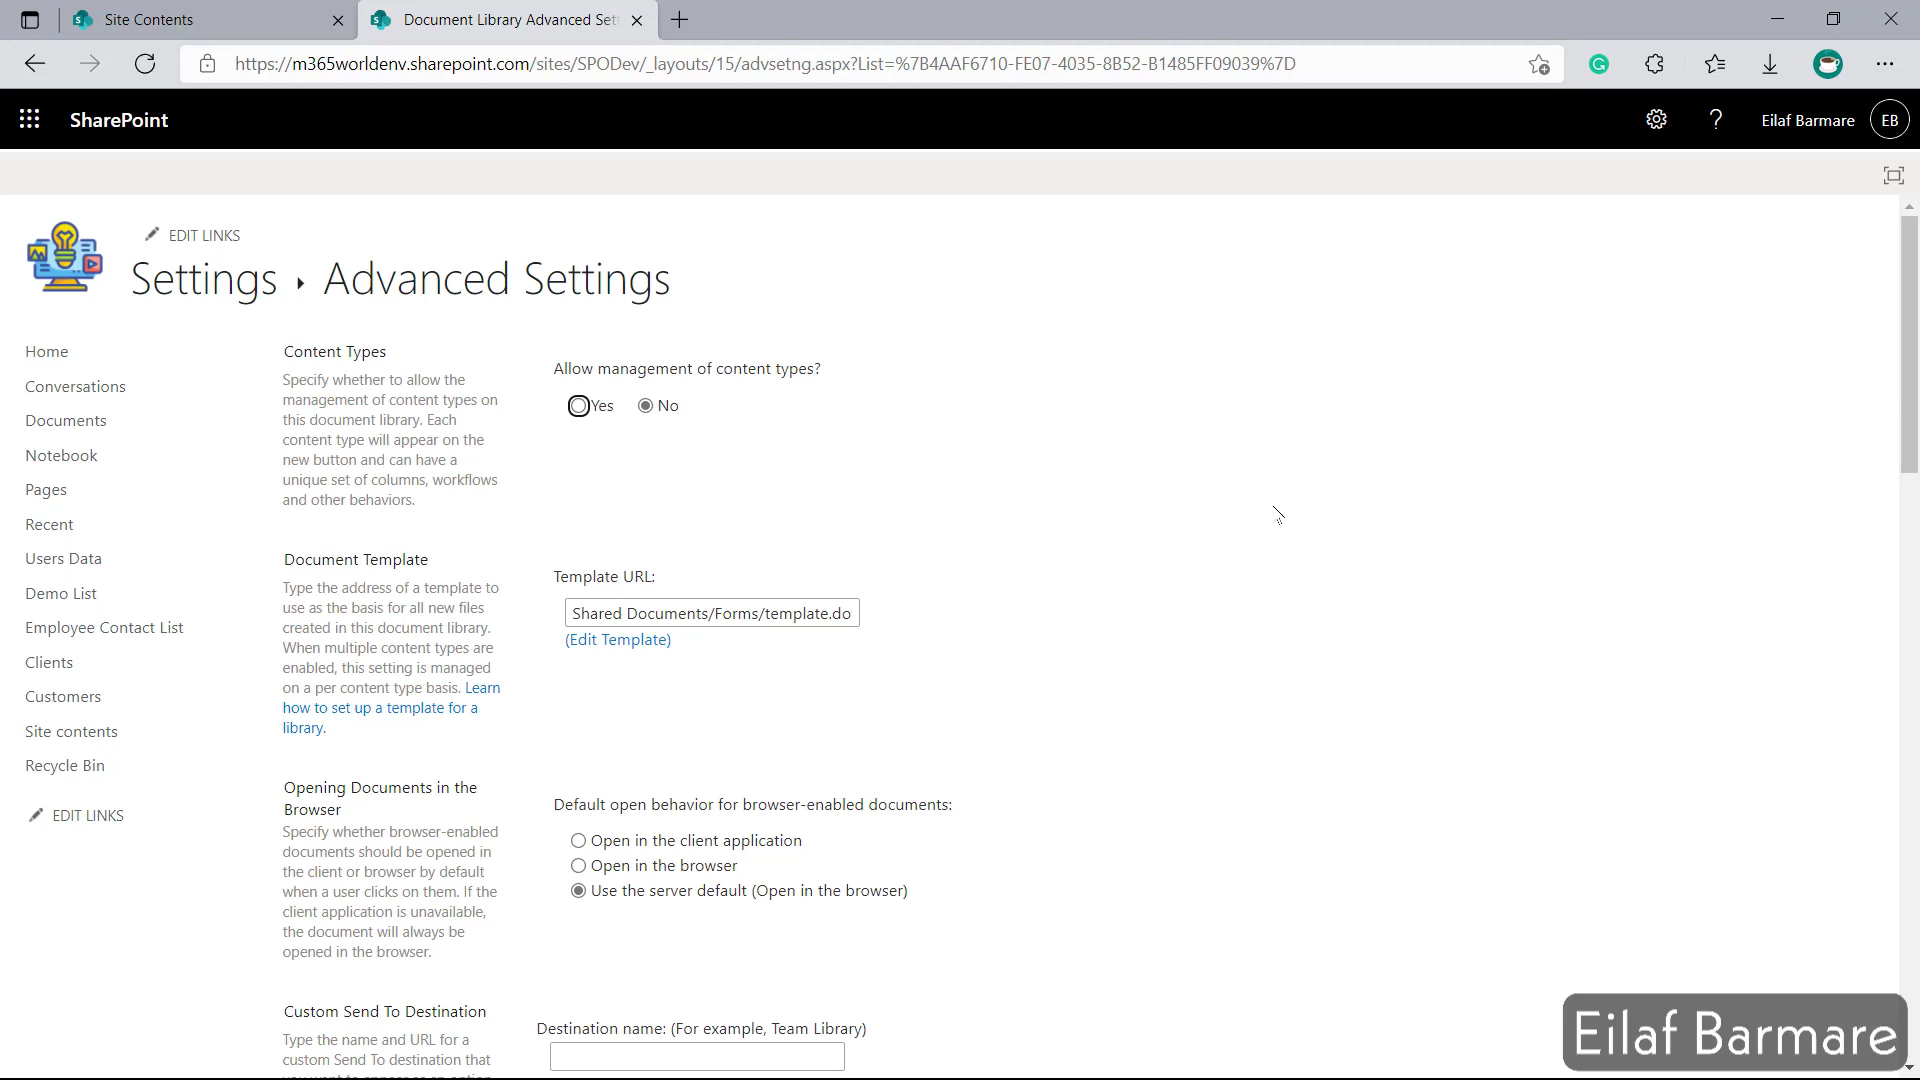 Site Contents
Document Library Advanced Set
https://m365worldenv.sharepoint.com/sites/SPODev/_layouts/15/advsetng.aspx?List=%7B4AAF6710-FE07-4035-8B52-B1485FF09039%7D
SharePoint
?
Eilaf Barmare
EB
EDIT LINKS
Settings ▸ Advanced Settings
Home
Conversations
Documents
Notebook
Pages
Recent
Users Data
Demo List
Employee Contact List
Clients
Customers
Site contents
Recycle Bin
EDIT LINKS
Content Types
Specify whether to allow the
management of content types on
this document library. Each
content type will appear on the
new button and can have a
unique set of columns, workflows
and other behaviors.
Allow management of content types?
Yes
No
Document Template
Type the address of a template to
use as the basis for all new files
created in this document library.
When multiple content types are
enabled, this setting is managed
on a per content type basis. Learn
how to set up a template for a
library.
Template URL:
Shared Documents/Forms/template.do
(Edit Template)
Opening Documents in the
Browser
Specify whether browser-enabled
documents should be opened in
the client or browser by default
when a user clicks on them. If the
client application is unavailable,
the document will always be
opened in the browser.
Default open behavior for browser-enabled documents:
Open in the client application
Open in the browser
Use the server default (Open in the browser)
Custom Send To Destination
Type the name and URL for a
custom Send To destination that
Destination name: (For example, Team Library)
Eilaf Barmare